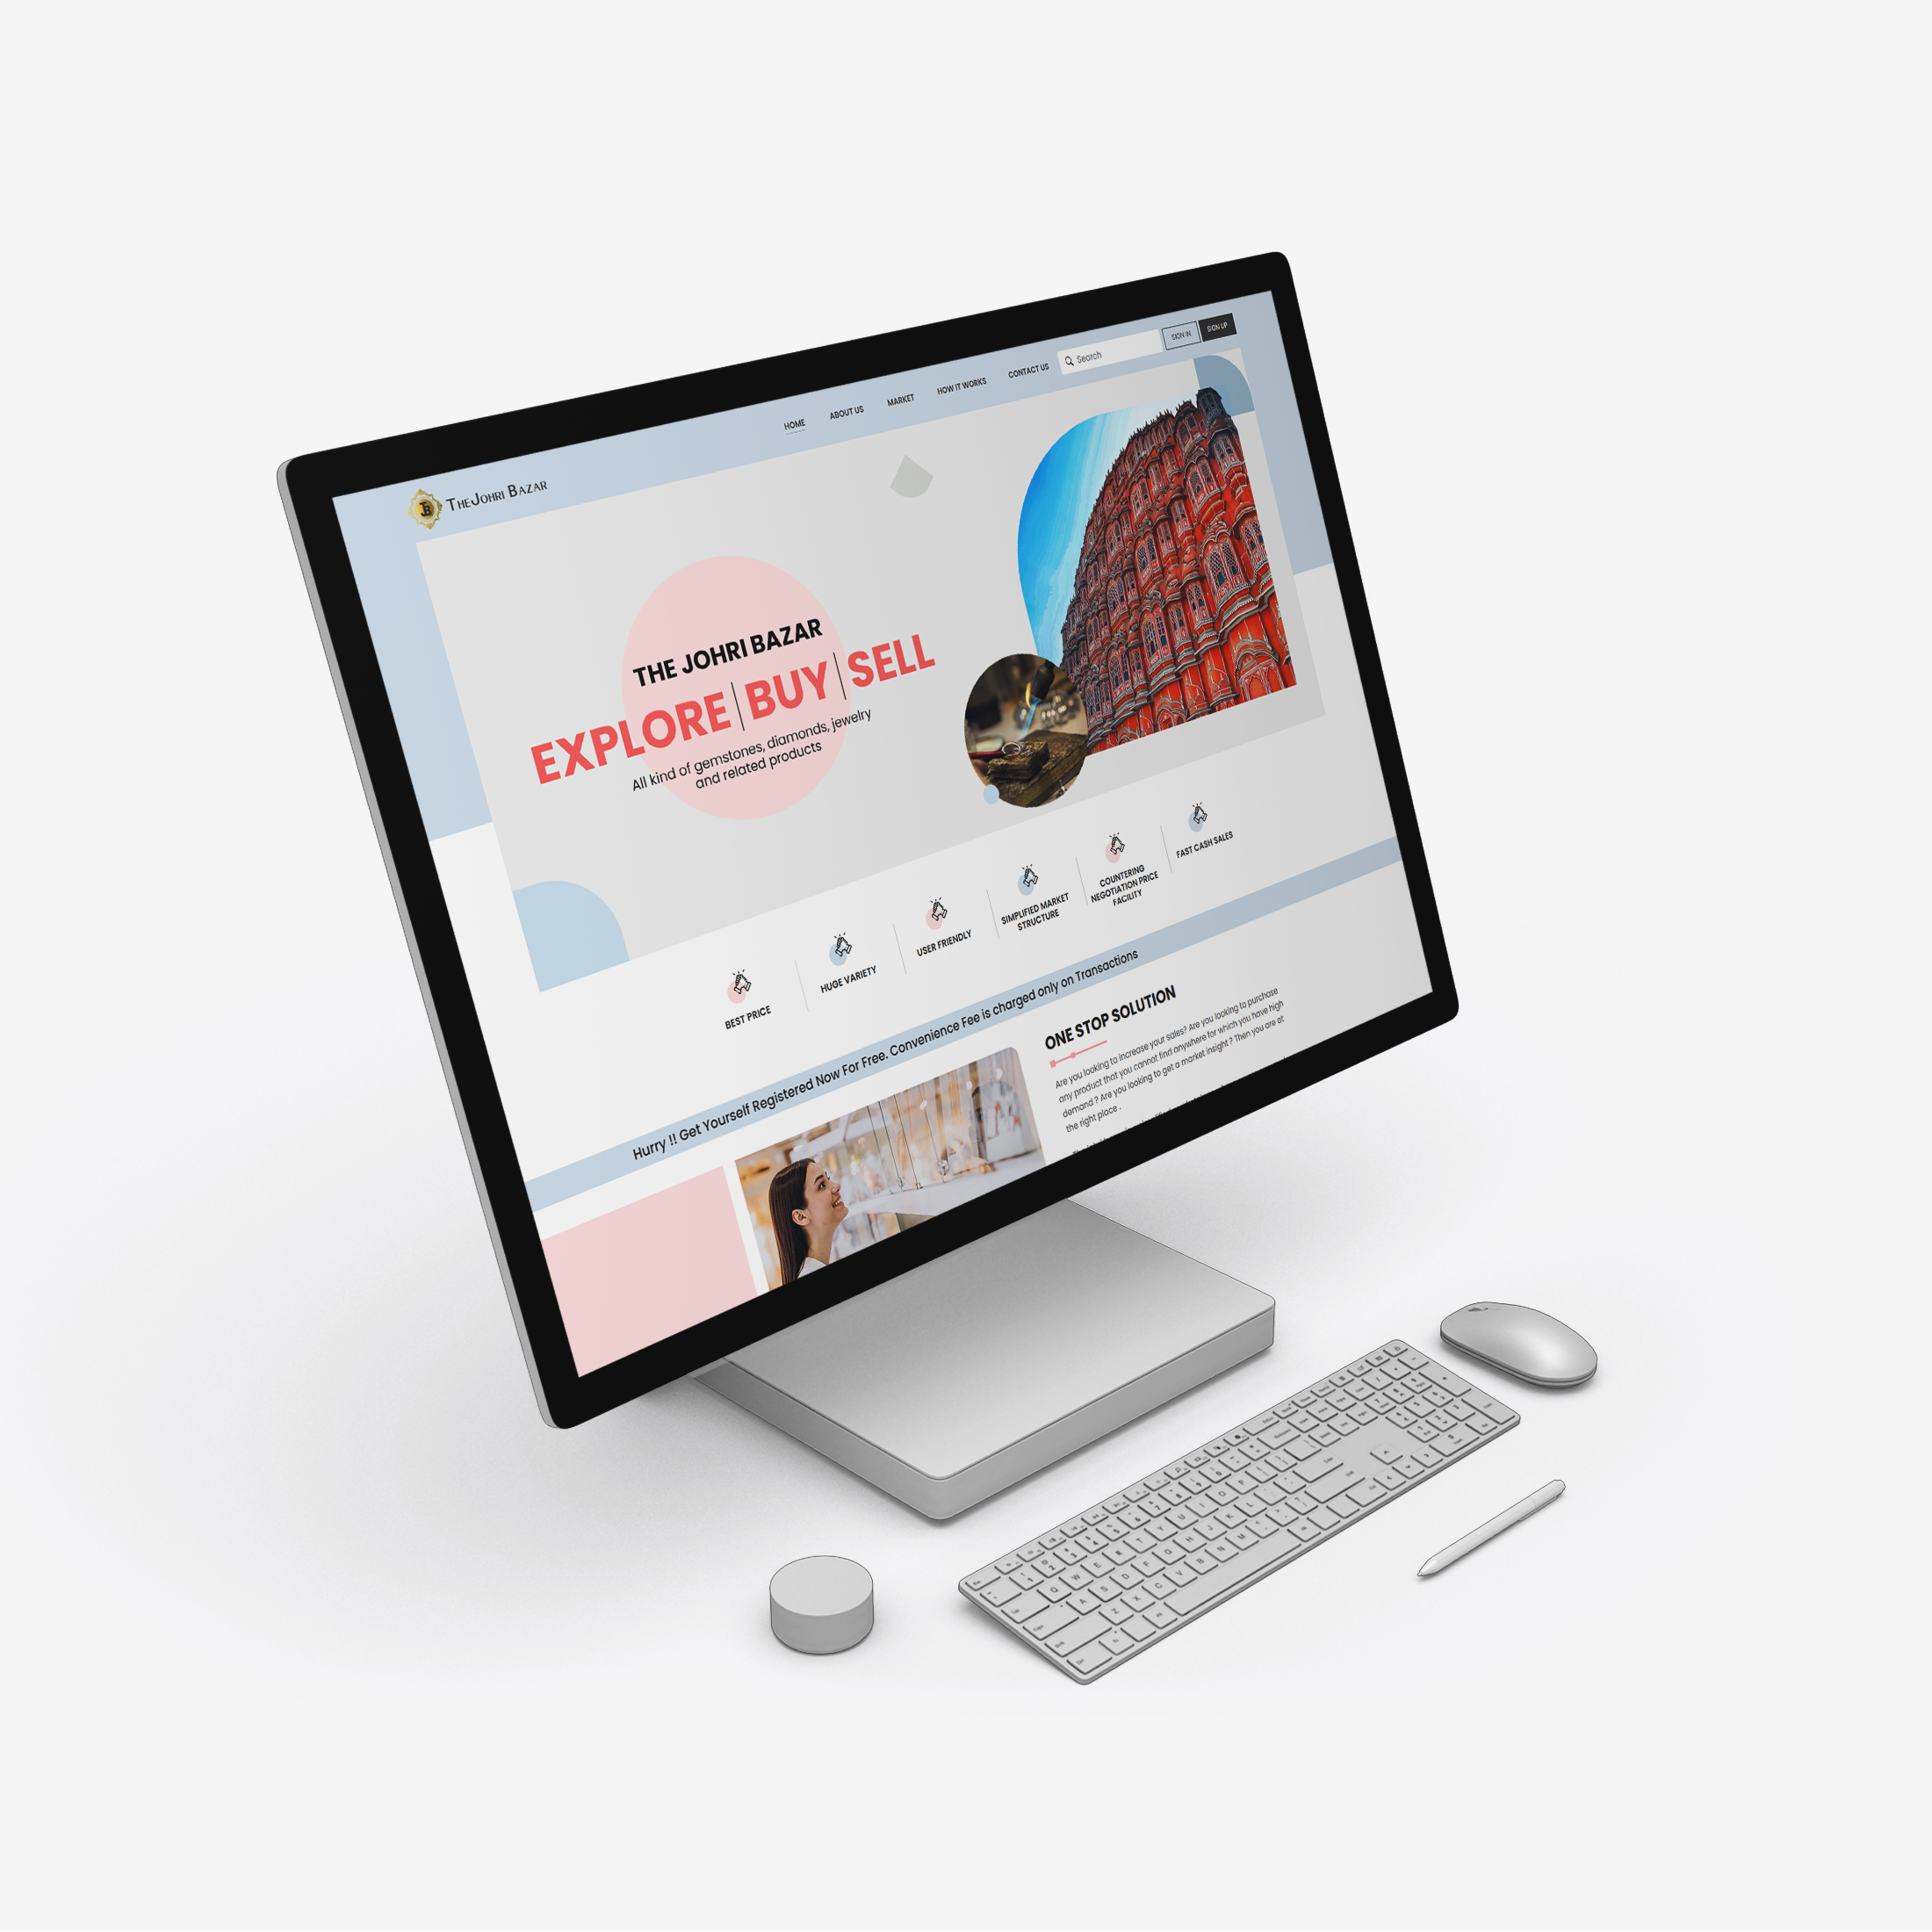 THEJOHRI BAZAR
HOME
ABOUT US
MARKET
HOW IT WORKS
CONTACT US
Search
SIGN IN
SIGN UP
THE JOHRI BAZAR
EXPLORE|BUY|SELL
All kind of gemstones, diamonds, jewelry
and related products
BEST PRICE
HUGE VARIETY
USER FRIENDLY
SIMPLIFIED MARKET
STRUCTURE
COUNTERING
NEGOTIATION PRICE
FACILITY
FAST CASH SALES
Hurry !! Get Yourself Registered Now For Free. Convenience Fee is charged only on Transactions
ONE STOP SOLUTION
Are you looking to increase your sales? Are you looking to purchase
any product that you cannot find anywhere for which you have high
demand ? Are you looking to get a market insight ? Then you are at
the right place .